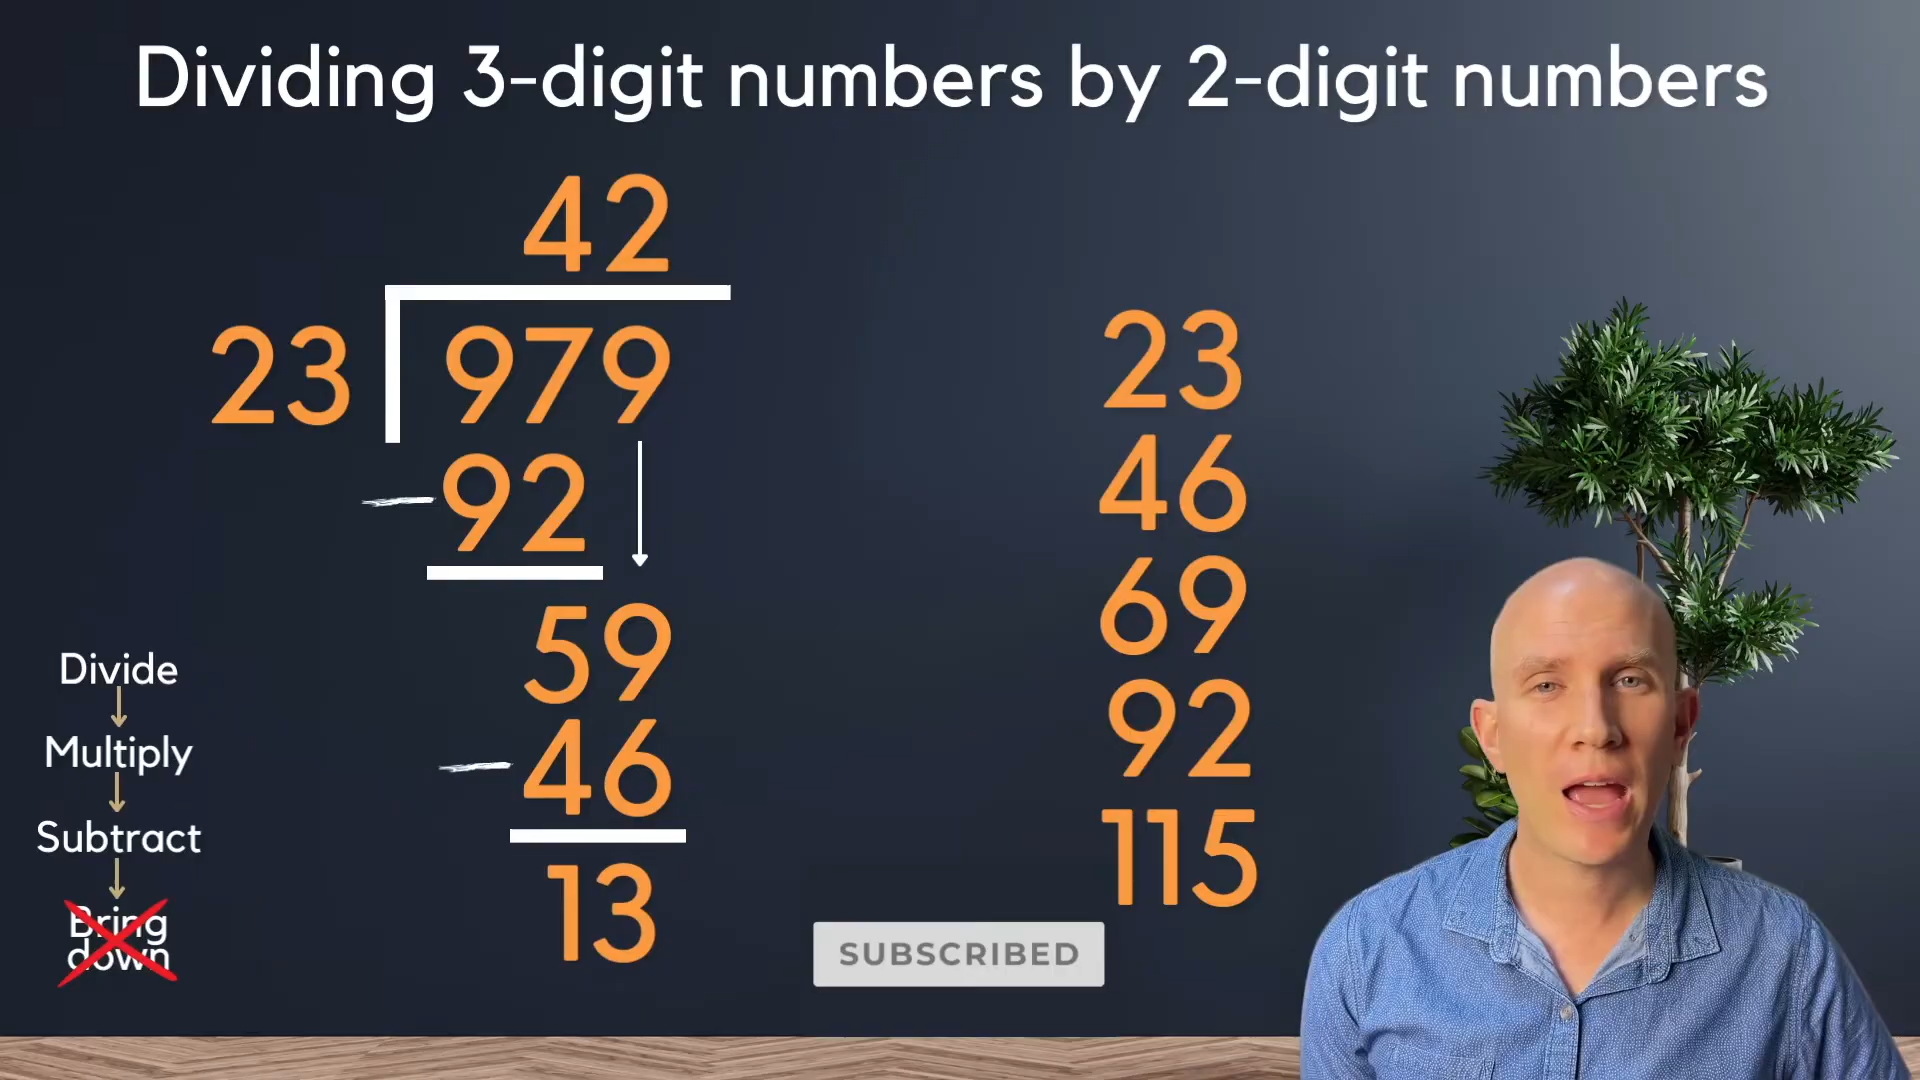 Dividing 3-digit numbers by 2-digit numbers
42
23 979
92
59
46
13
23
46
69
92
115
Divide
Multiply
Subtract
Bring
down
SUBSCRIBED